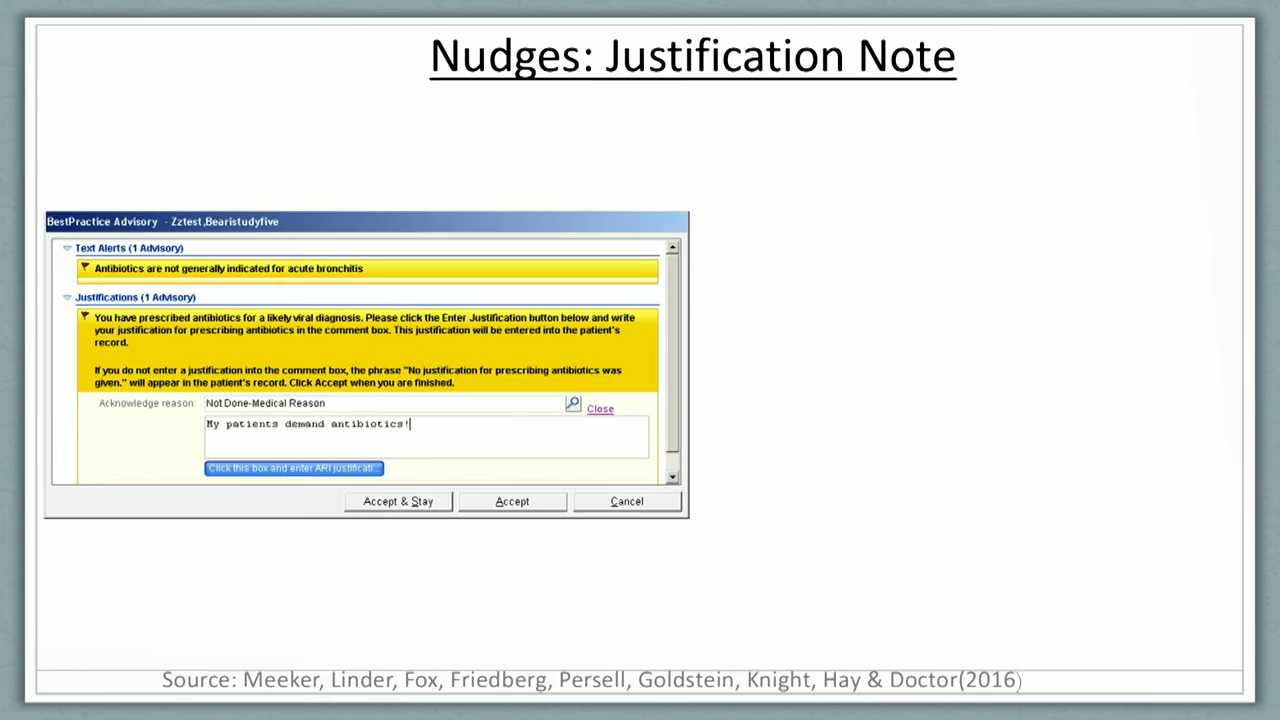 Nudges: Justification Note
BestPractice Advisory - Zztest,Bearistudyfive
Text Alerts (1 Advisory)
Antibiotics are not generally indicated for acute bronchitis
Justifications (1 Advisory)
You have prescribed antibiotics for a likely viral diagnosis. Please click the Enter Justification button below and write
your justification for prescribing antibiotics in the comment box. This justification will be entered into the patient's
record.
If you do not enter a justification into the comment box, the phrase "No justification for prescribing antibiotics was
given." will appear in the patient's record. Click Accept when you are finished.
Acknowledge reason: Not Done-Medical Reason
Close
My patients demand antibiotics!
Click this box and enter ARI justificati...
Accept & Stay Accept Cancel
Source: Meeker, Linder, Fox, Friedberg, Persell, Goldstein, Knight, Hay & Doctor(2016)